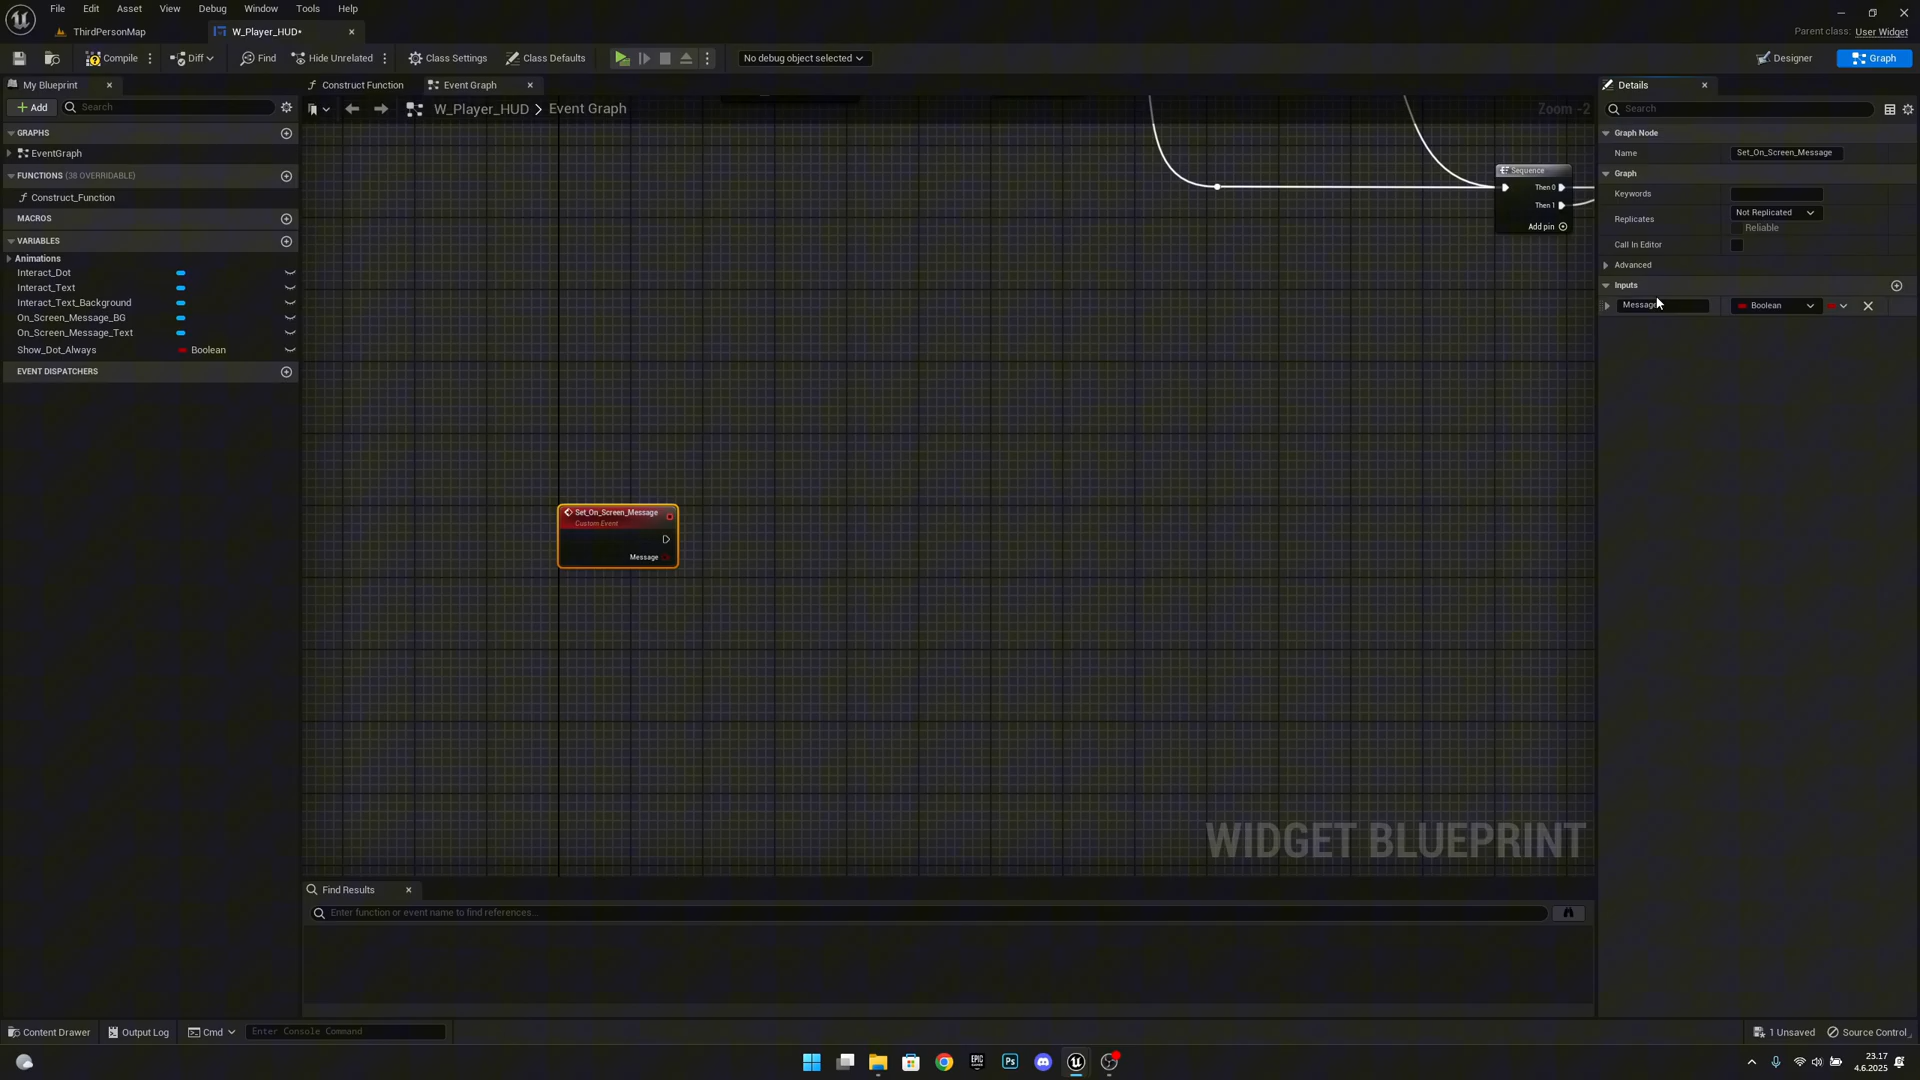 File Edit Asset View Debug Window Tools Help
ThirdPersonMap
W_Player_HUD*
Parent class: User Widget
Compile
Diff
Find
Hide Unrelated
Class Settings
Class Defaults
No debug object selected
Designer
Graph
My Blueprint
Construct Function
Event Graph
Details
Add
Search
W_Player_HUD > Event Graph
Zoom -2
Search
GRAPHS
EventGraph
FUNCTIONS (38 OVERRIDABLE)
Construct_Function
MACROS
VARIABLES
Animations
Interact_Dot
Interact_Text
Interact_Text_Background
On_Screen_Message_BG
On_Screen_Message_Text
Show_Dot_Always Boolean
EVENT DISPATCHERS
Sequence
Then 0
Then 1
Add pin
Set_On_Screen_Message
Custom Event
Message
WIDGET BLUEPRINT
Graph Node
Name Set_On_Screen_Message
Graph
Keywords
Replicates Not Replicated
Reliable
Call In Editor
Advanced
Inputs
Message Boolean
Find Results
Enter function or event name to find references...
Content Drawer
Output Log
Cmd
Enter Console Command
1 Unsaved
Source Control
EPIC
Ps
23.17
4.6.2025